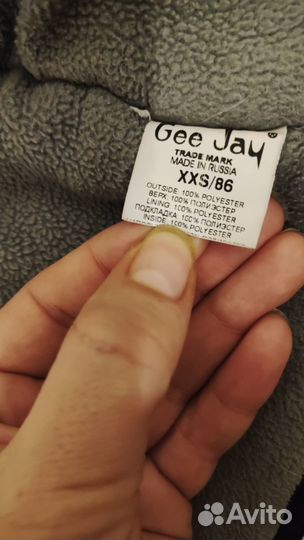 Gee Jay ®
TRADE MARK
MADE IN RUSSIA
XXS/86
OUTSIDE: 100% POLYESTER
ВЕРХ: 100% ПОЛИЭСТЕР
LINING: 100% POLYESTER
ПОДКЛАДКА: 100% ПОЛИЭСТЕР
INSIDE: 100% POLYESTER
Avito